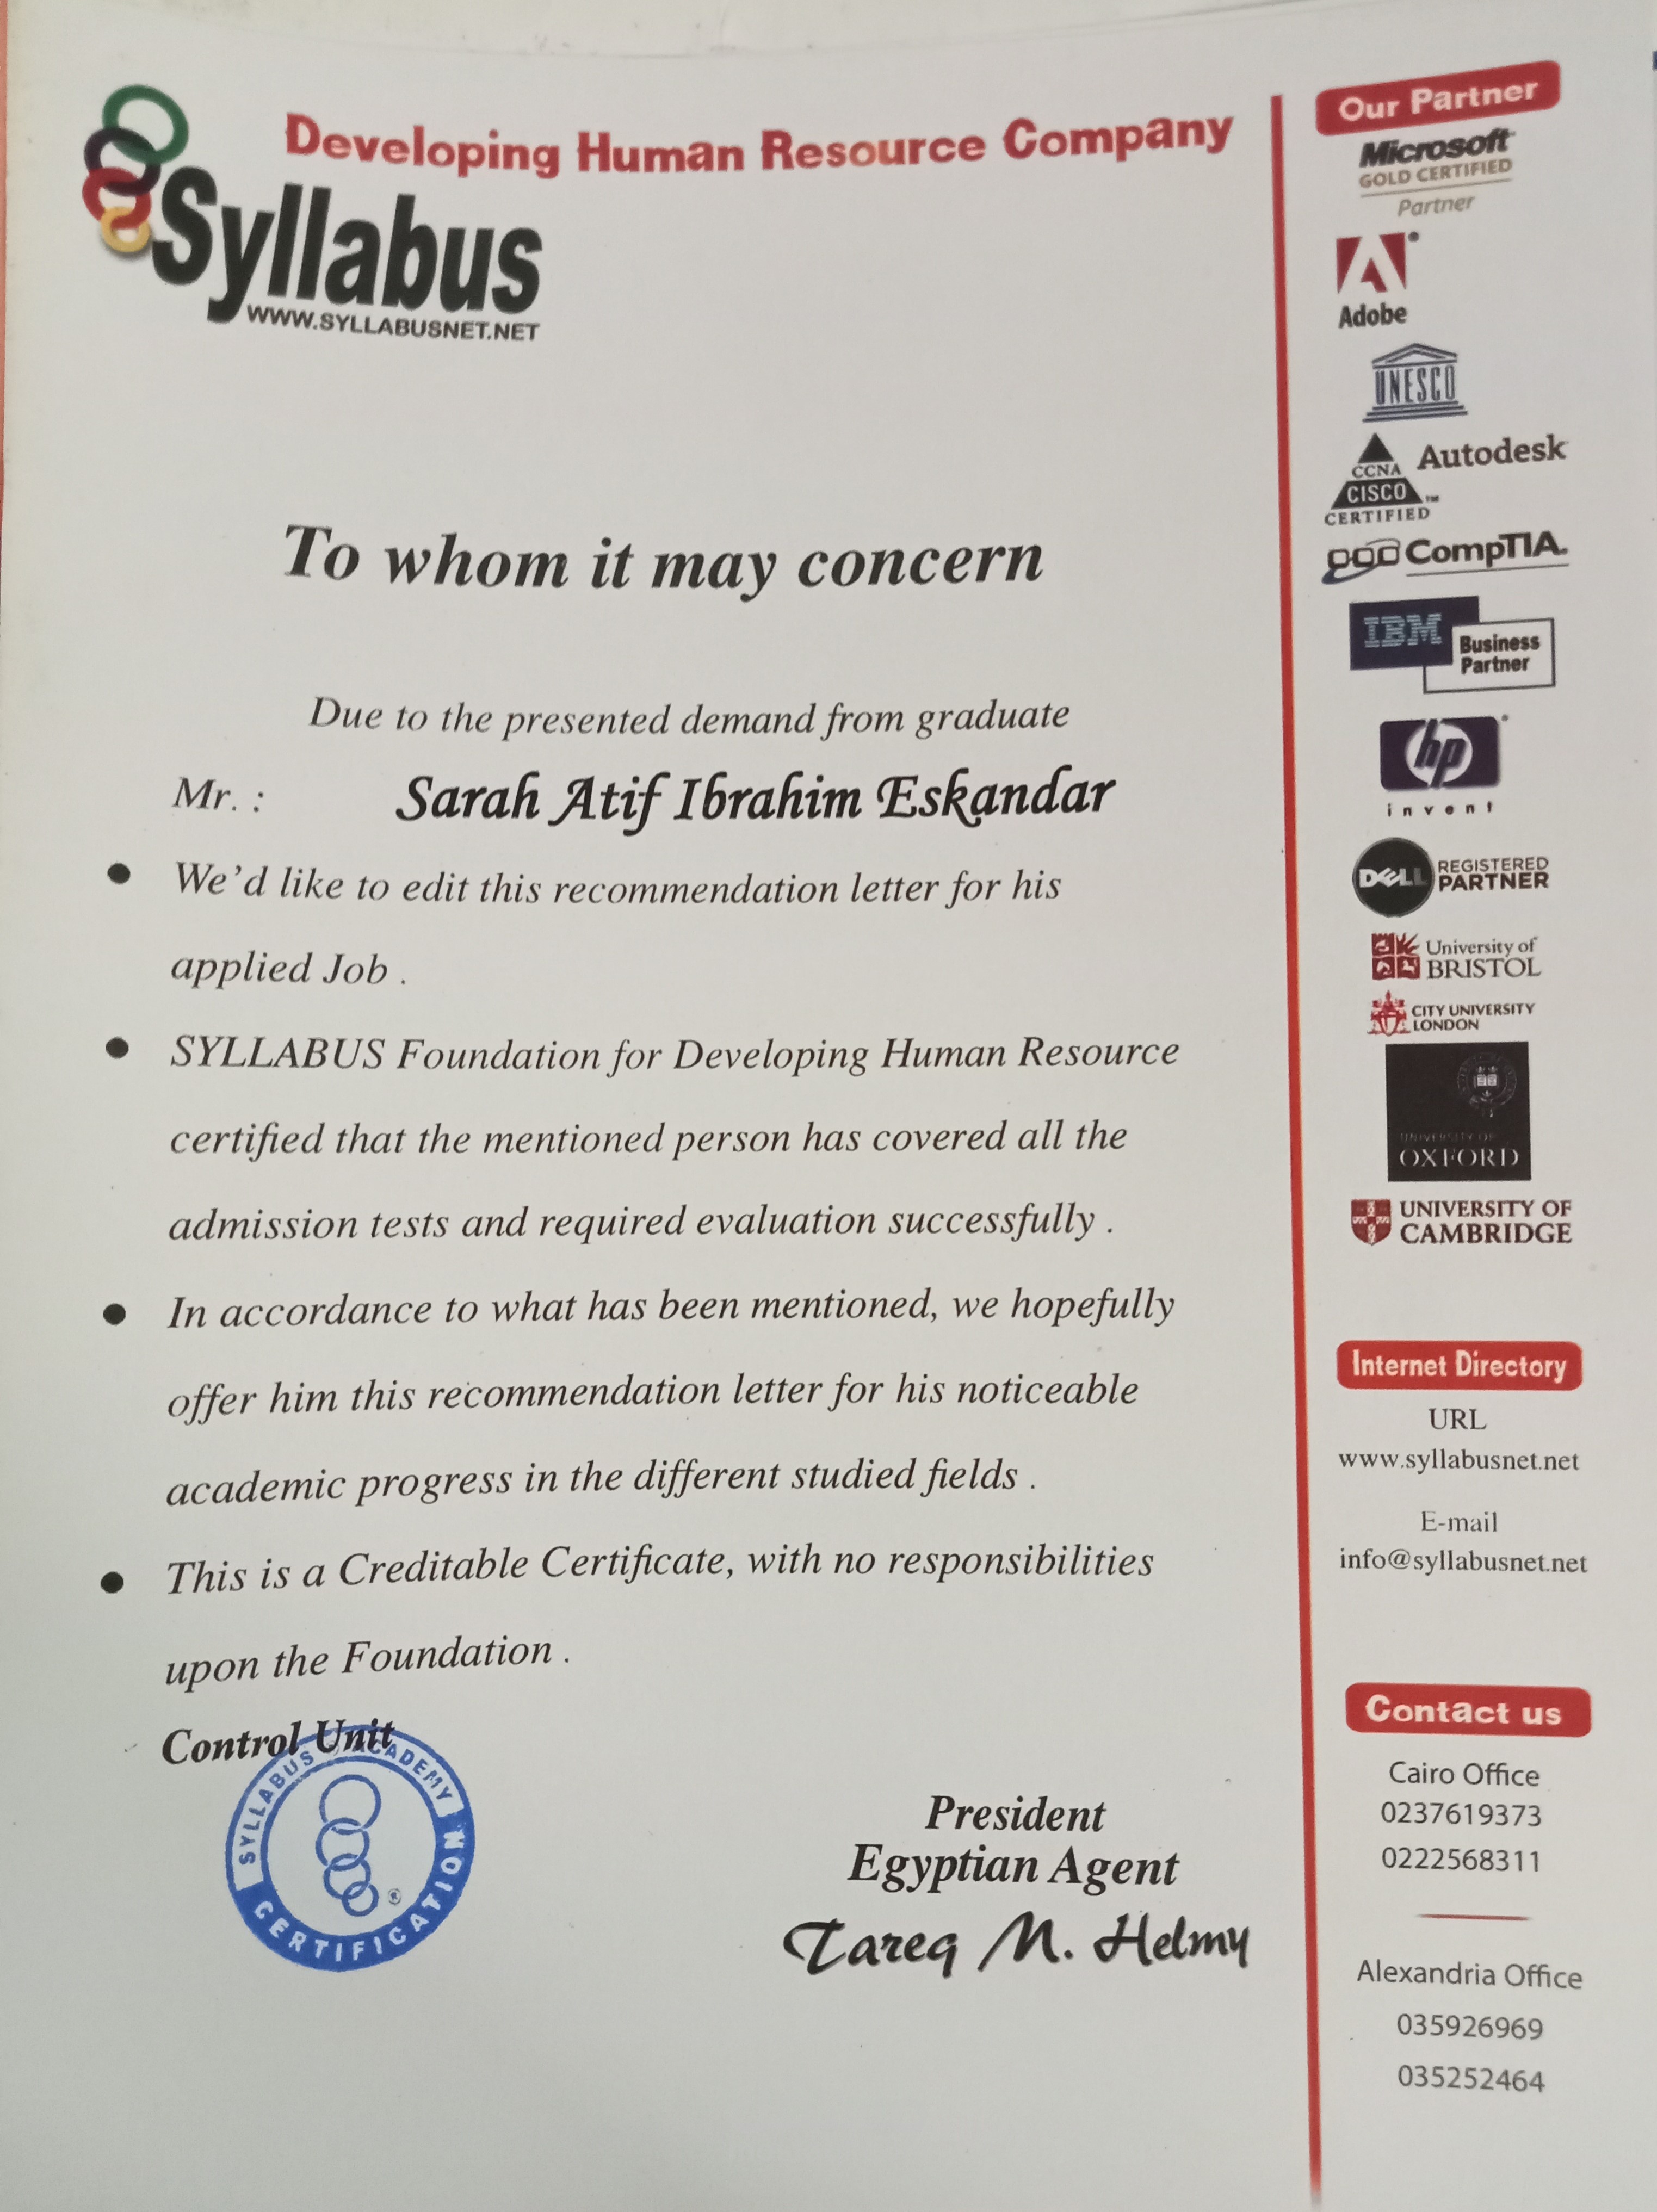 Developing Human Resource Company
Syllabus
WWW.SYLLABUSNET.NET
To whom it may concern
Due to the presented demand from graduate
Mr. : Sarah Atif Ibrahim Eskandar
• We'd like to edit this recommendation letter for his
applied Job .
• SYLLABUS Foundation for Developing Human Resource
certified that the mentioned person has covered all the
admission tests and required evaluation successfully .
• In accordance to what has been mentioned, we hopefully
offer him this recommendation letter for his noticeable
academic progress in the different studied fields .
• This is a Creditable Certificate, with no responsibilities
upon the Foundation .
Control Unit
SYLLABUS ACADEMY
CERTIFICATION
®
President
Egyptian Agent
Tareq M. Helmy
Our Partner
Microsoft
GOLD CERTIFIED
Partner
Adobe
UNESCO
CCNA
CISCO™
CERTIFIED
Autodesk
CompTIA.
IBM
Business
Partner
hp
invent
DELL
REGISTERED
PARTNER
University of
BRISTOL
CITY UNIVERSITY
LONDON
UNIVERSITY OF
OXFORD
UNIVERSITY OF
CAMBRIDGE
Internet Directory
URL
www.syllabusnet.net
E-mail
info@syllabusnet.net
Contact us
Cairo Office
0237619373
0222568311
Alexandria Office
035926969
035252464